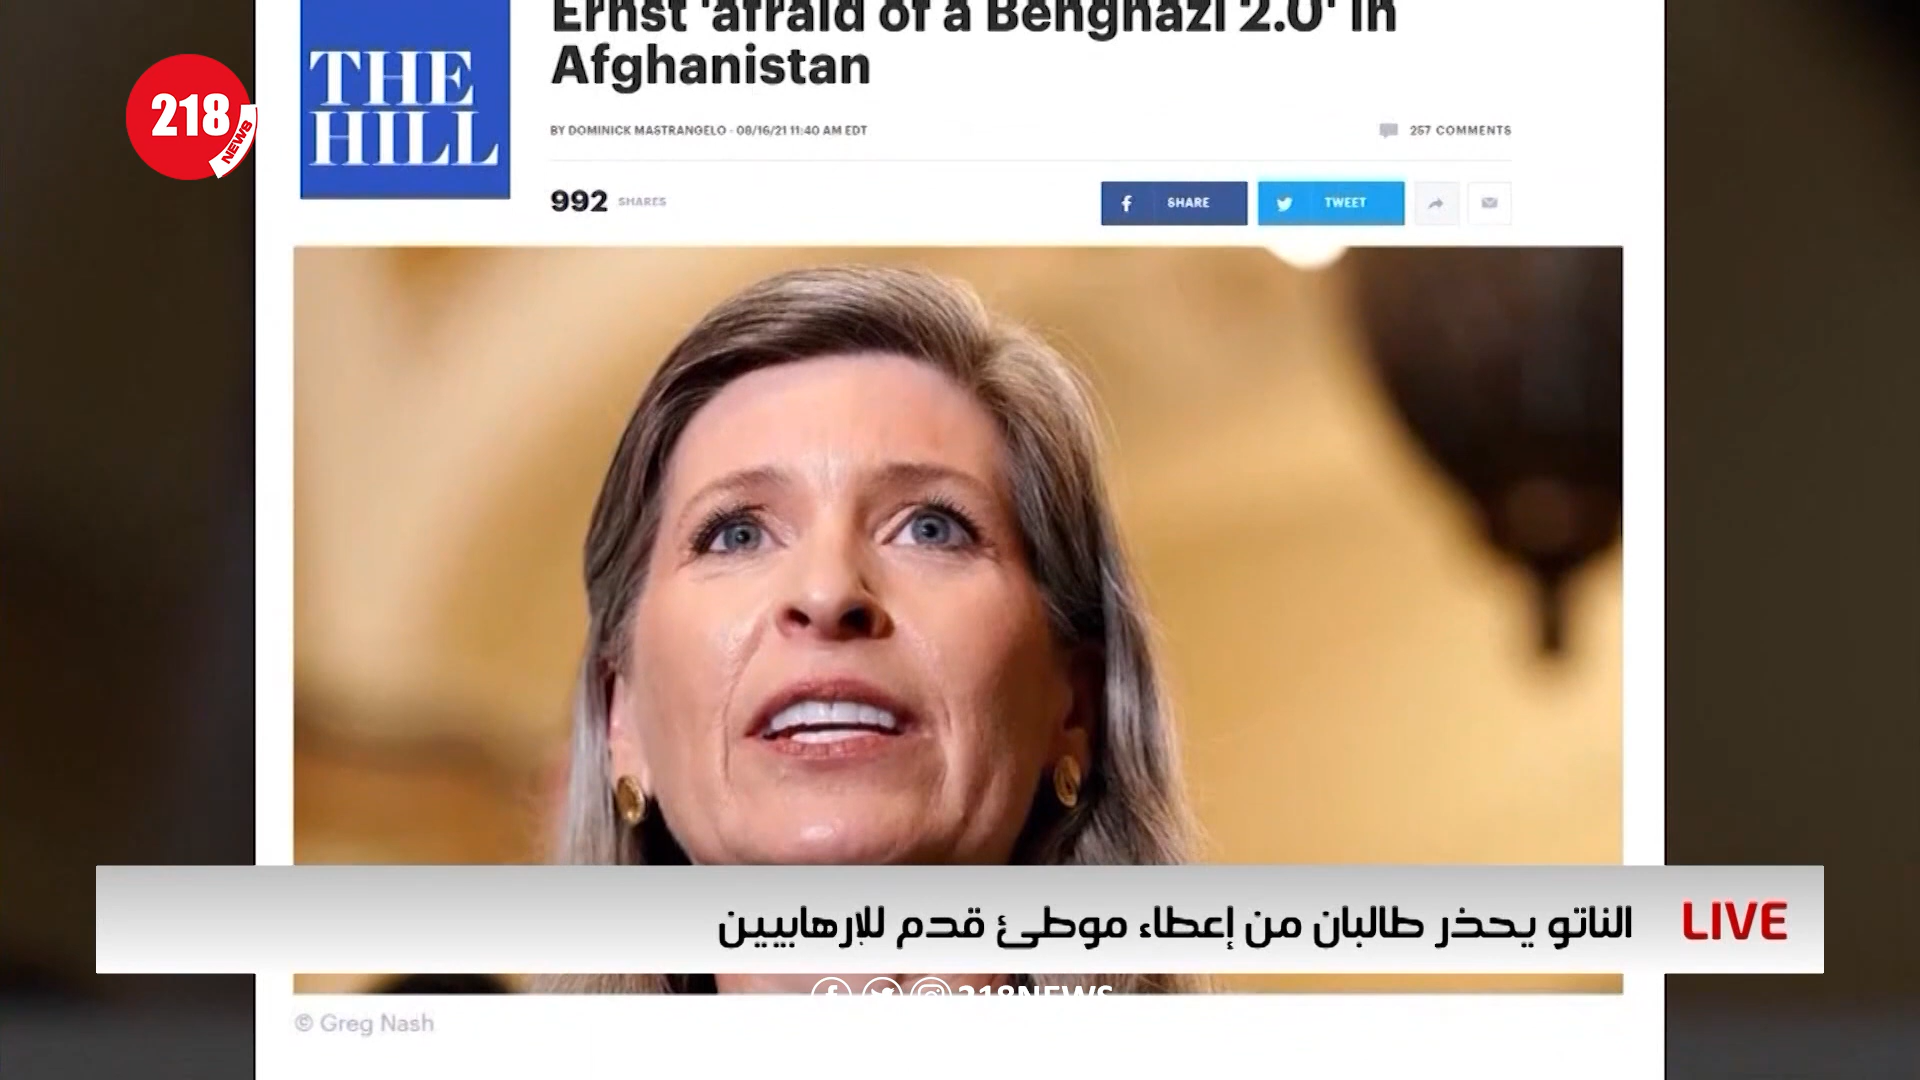 Ernst 'afraid of a Benghazi 2.0' in
Afghanistan
THE
HILL
218
NEWS
BY DOMINICK MASTRANGELO - 08/16/21 11:40 AM EDT
257 COMMENTS
992 SHARES
SHARE
TWEET
الناتو يحذر طالبان من إعطاء موطئ قدم للإرهابيين
LIVE
218NEWS
© Greg Nash